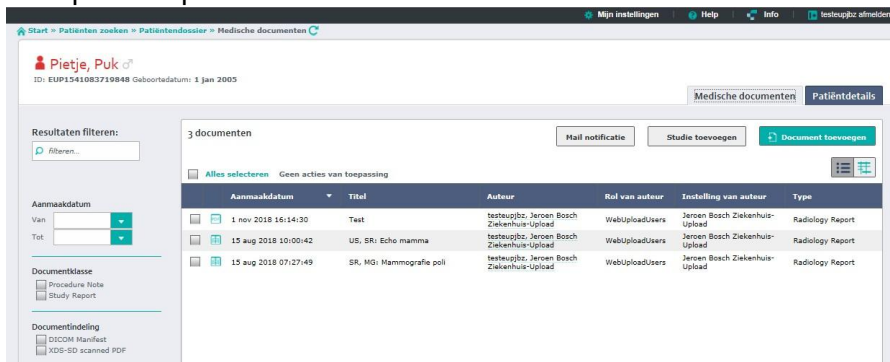 Mijn instellingen Help Info testeupjbz afmelden
Start » Patiënten zoeken » Patiëntendossier » Medische documenten
Pietje, Puk
ID: EUP1541083719848 Geboortedatum: 1 jan 2005
Medische documenten Patiëntdetails
Resultaten filteren:
filteren...
Aanmaakdatum
Van
Tot
Documentklasse
Procedure Note
Study Report
Documentindeling
DICOM Manifest
XDS-SD scanned PDF
3 documenten Mail notificatie Studie toevoegen Document toevoegen
Alles selecteren Geen acties van toepassing
Aanmaakdatum Titel Auteur Rol van auteur Instelling van auteur Type
1 nov 2018 16:14:30 Test testeupjbz, Jeroen Bosch Ziekenhuis-Upload WebUploadUsers Jeroen Bosch Ziekenhuis-Upload Radiology Report
15 aug 2018 10:00:42 US, SR: Echo mamma testeupjbz, Jeroen Bosch Ziekenhuis-Upload WebUploadUsers Jeroen Bosch Ziekenhuis-Upload Radiology Report
15 aug 2018 07:27:49 SR, MG: Mammografie poli testeupjbz, Jeroen Bosch Ziekenhuis-Upload WebUploadUsers Jeroen Bosch Ziekenhuis-Upload Radiology Report